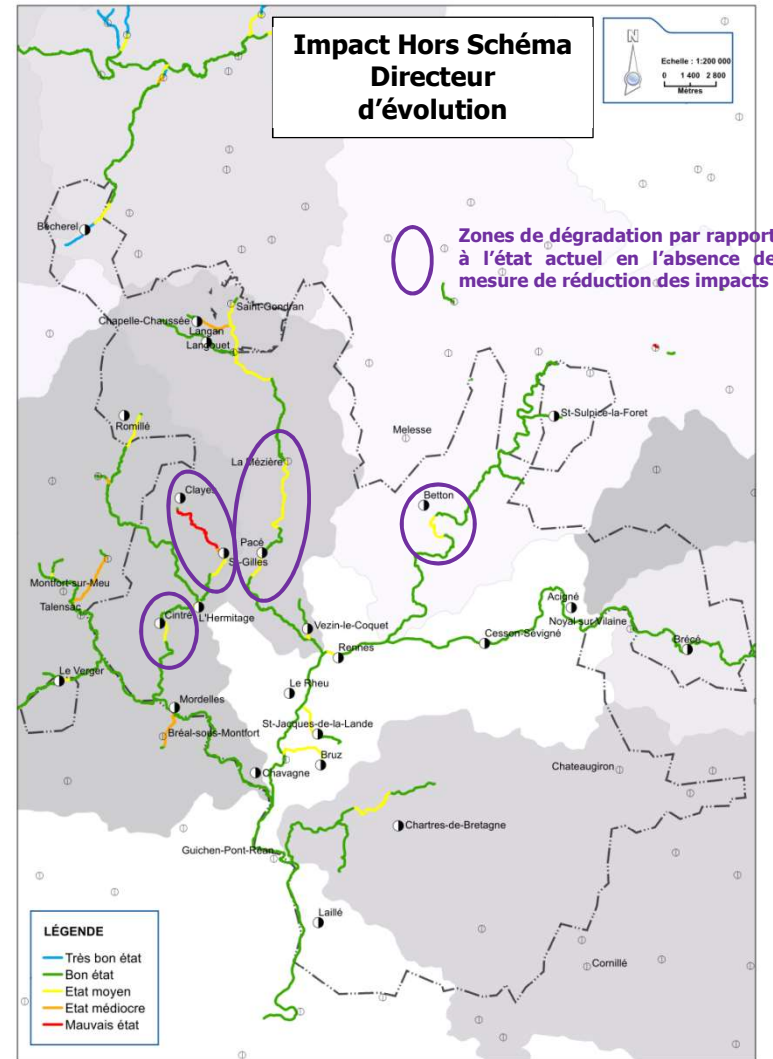 Impact Hors Schéma
Directeur
d'évolution
N
Echelle : 1:200 000
0 1 400 2 800
Mètres
Bécherel
Zones de dégradation par rapport
à l'état actuel en l'absence de
mesure de réduction des impacts
Saint-Gondran
Chapelle-Chaussée
Langan
Langouet
Romillé
Melesse
St-Sulpice-la-Foret
La Mézière
Clayes
Betton
Pacé
St-Gilles
Montfort-sur-Meu
Talensac
Cintré
L'Hermitage
Vezin-le-Coquet
Acigné
Noyal sur Vilaine
Cesson-Sévigné
Brécé
Rennes
Le Verger
Le Rheu
Mordelles
St-Jacques-de-la-Lande
Bréal-sous-Montfort
Bruz
Chavagne
Chateaugiron
Chartres-de-Bretagne
Guichen-Pont-Réan
Laillé
Cornillé
LÉGENDE
Très bon état
Bon état
Etat moyen
Etat médiocre
Mauvais état